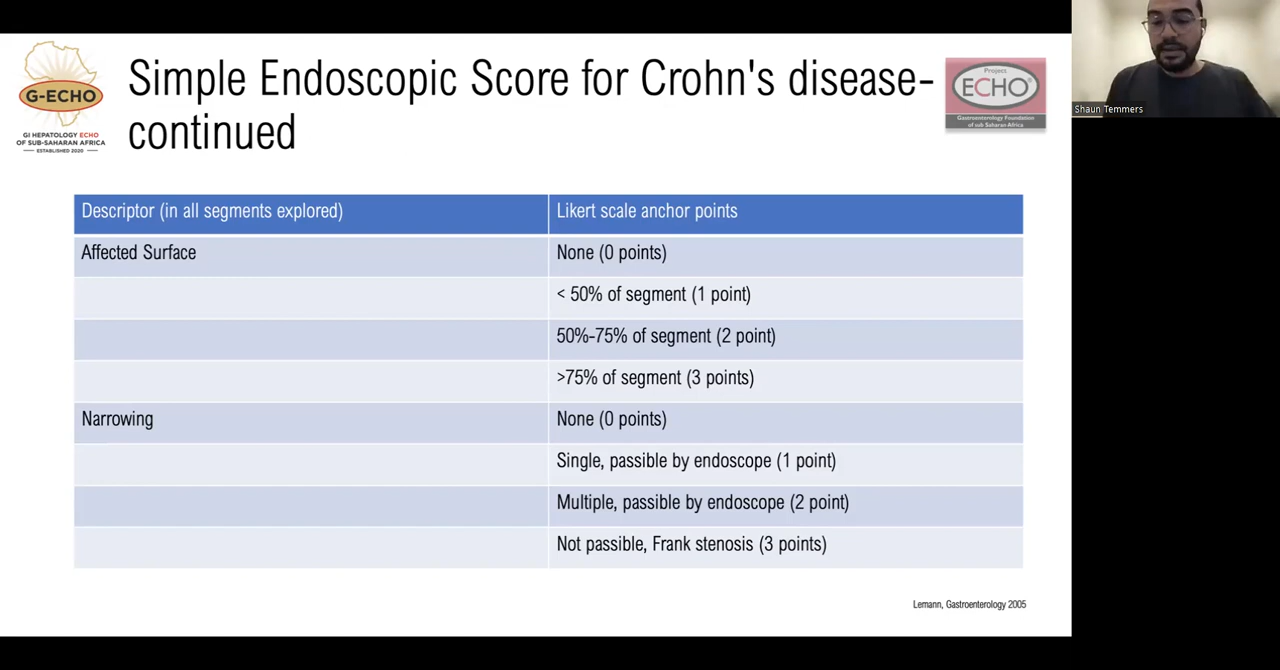 G-ECHO
GI HEPATOLOGY ECHO
OF SUB-SAHARAN AFRICA
ESTABLISHED 2020
Simple Endoscopic Score for Crohn's disease-
continued
Project
ECHO®
Gastroenterology Foundation
of sub Saharan Africa
Shaun Temmers
Descriptor (in all segments explored) Likert scale anchor points
Affected Surface None (0 points)
< 50% of segment (1 point)
50%-75% of segment (2 point)
>75% of segment (3 points)
Narrowing None (0 points)
Single, passible by endoscope (1 point)
Multiple, passible by endoscope (2 point)
Not passible, Frank stenosis (3 points)
Lemann, Gastroenterology 2005